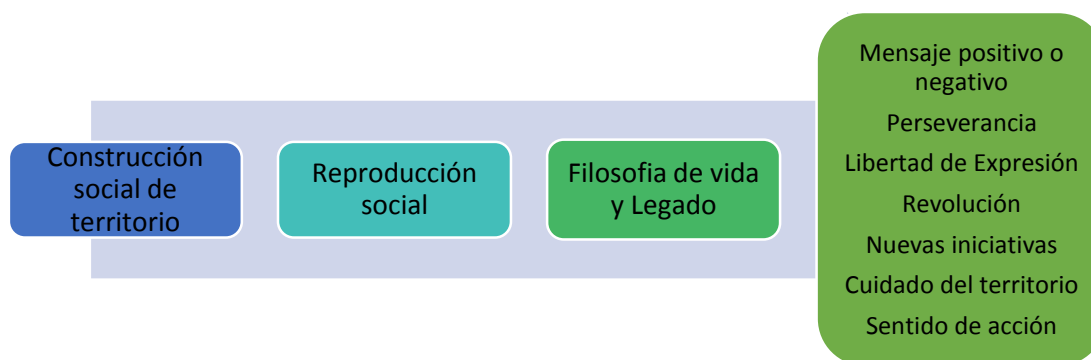 Construcción
social de
territorio
Reproducción
social
Filosofia de vida
y Legado
Mensaje positivo o
negativo
Perseverancia
Libertad de Expresión
Revolución
Nuevas iniciativas
Cuidado del territorio
Sentido de acción